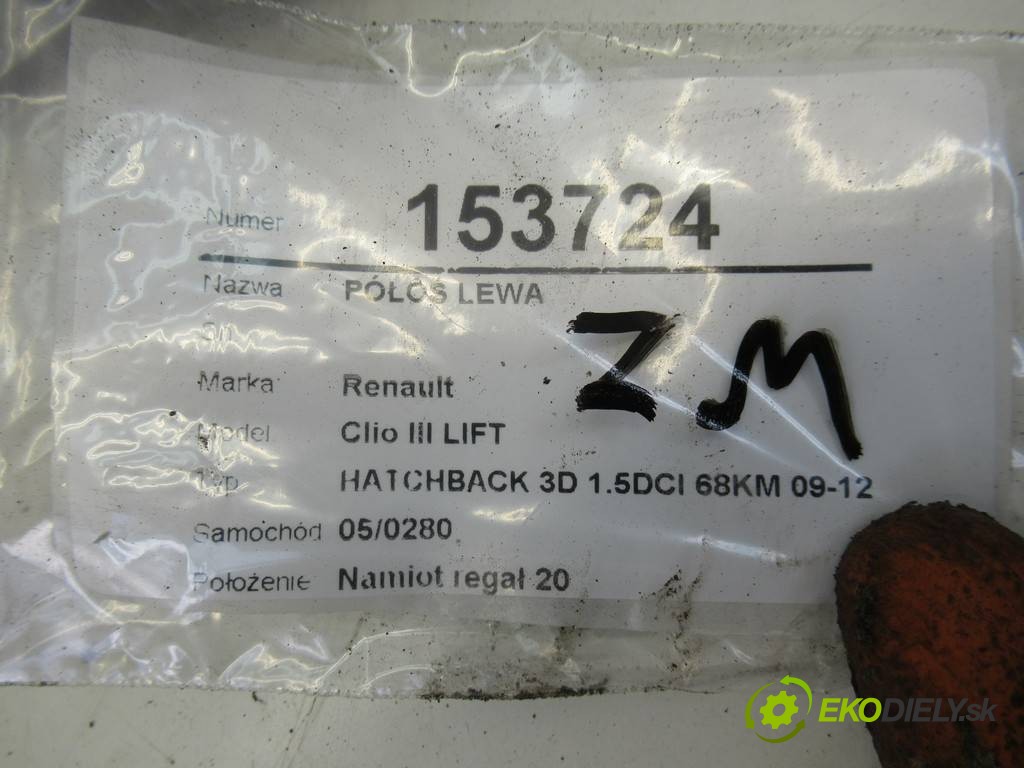 Numer 153724
Nazwa PÓŁOŚ LEWA
ZM
Marka Renault
Model Clio III LIFT
Typ HATCHBACK 3D 1.5DCI 68KM 09-12
Samochód 05/0280
Położenie Namiot regał 20
EKODIELY.sk